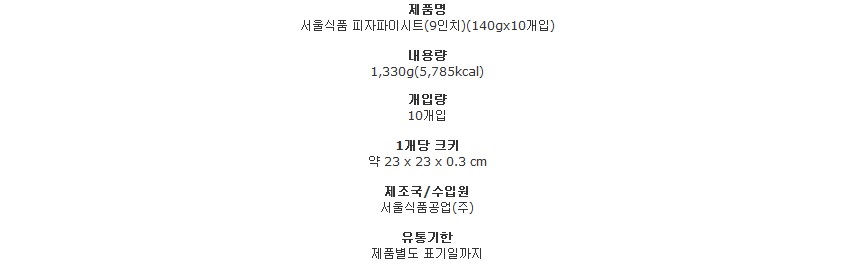 제품명
서울식품 피자파이시트(9인치)(140gx10개입)
내용량
1,330g(5,785kcal)
개입량
10개입
1개당 크키
약 23 x 23 x 0.3 cm
제조국/수입원
서울식품공업(주)
유통기한
제품별도 표기일까지